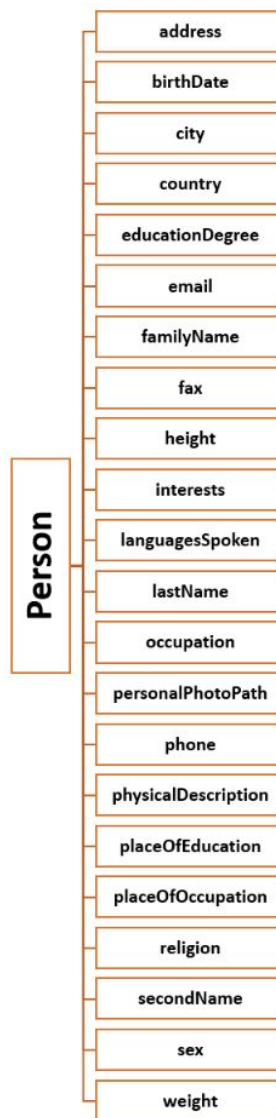 Person
address
birthDate
city
country
educationDegree
email
familyName
fax
height
interests
languagesSpoken
lastName
occupation
personalPhotoPath
phone
physicalDescription
placeOfEducation
placeOfOccupation
religion
secondName
sex
weight